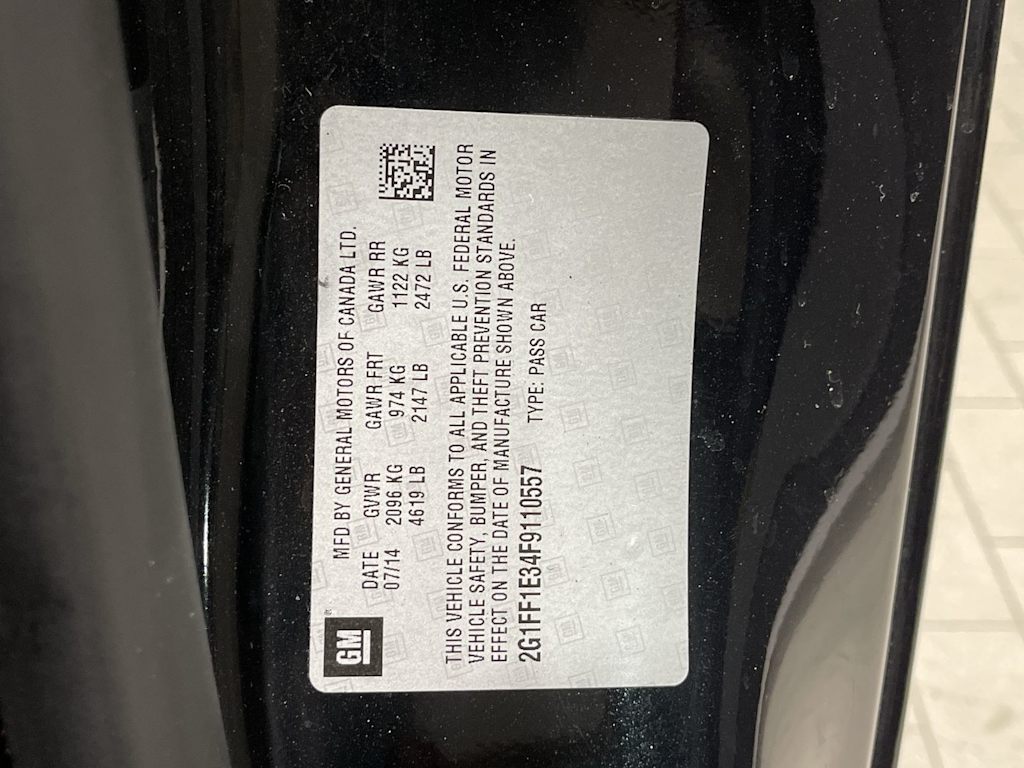 GM
MFD BY GENERAL MOTORS OF CANADA LTD.
DATE GVWR GAWR FRT GAWR RR
07/14 2096 KG 974 KG 1122 KG
4619 LB 2147 LB 2472 LB
THIS VEHICLE CONFORMS TO ALL APPLICABLE U.S. FEDERAL MOTOR
VEHICLE SAFETY, BUMPER, AND THEFT PREVENTION STANDARDS IN
EFFECT ON THE DATE OF MANUFACTURE SHOWN ABOVE.
2G1FF1E34F9110557 TYPE: PASS CAR